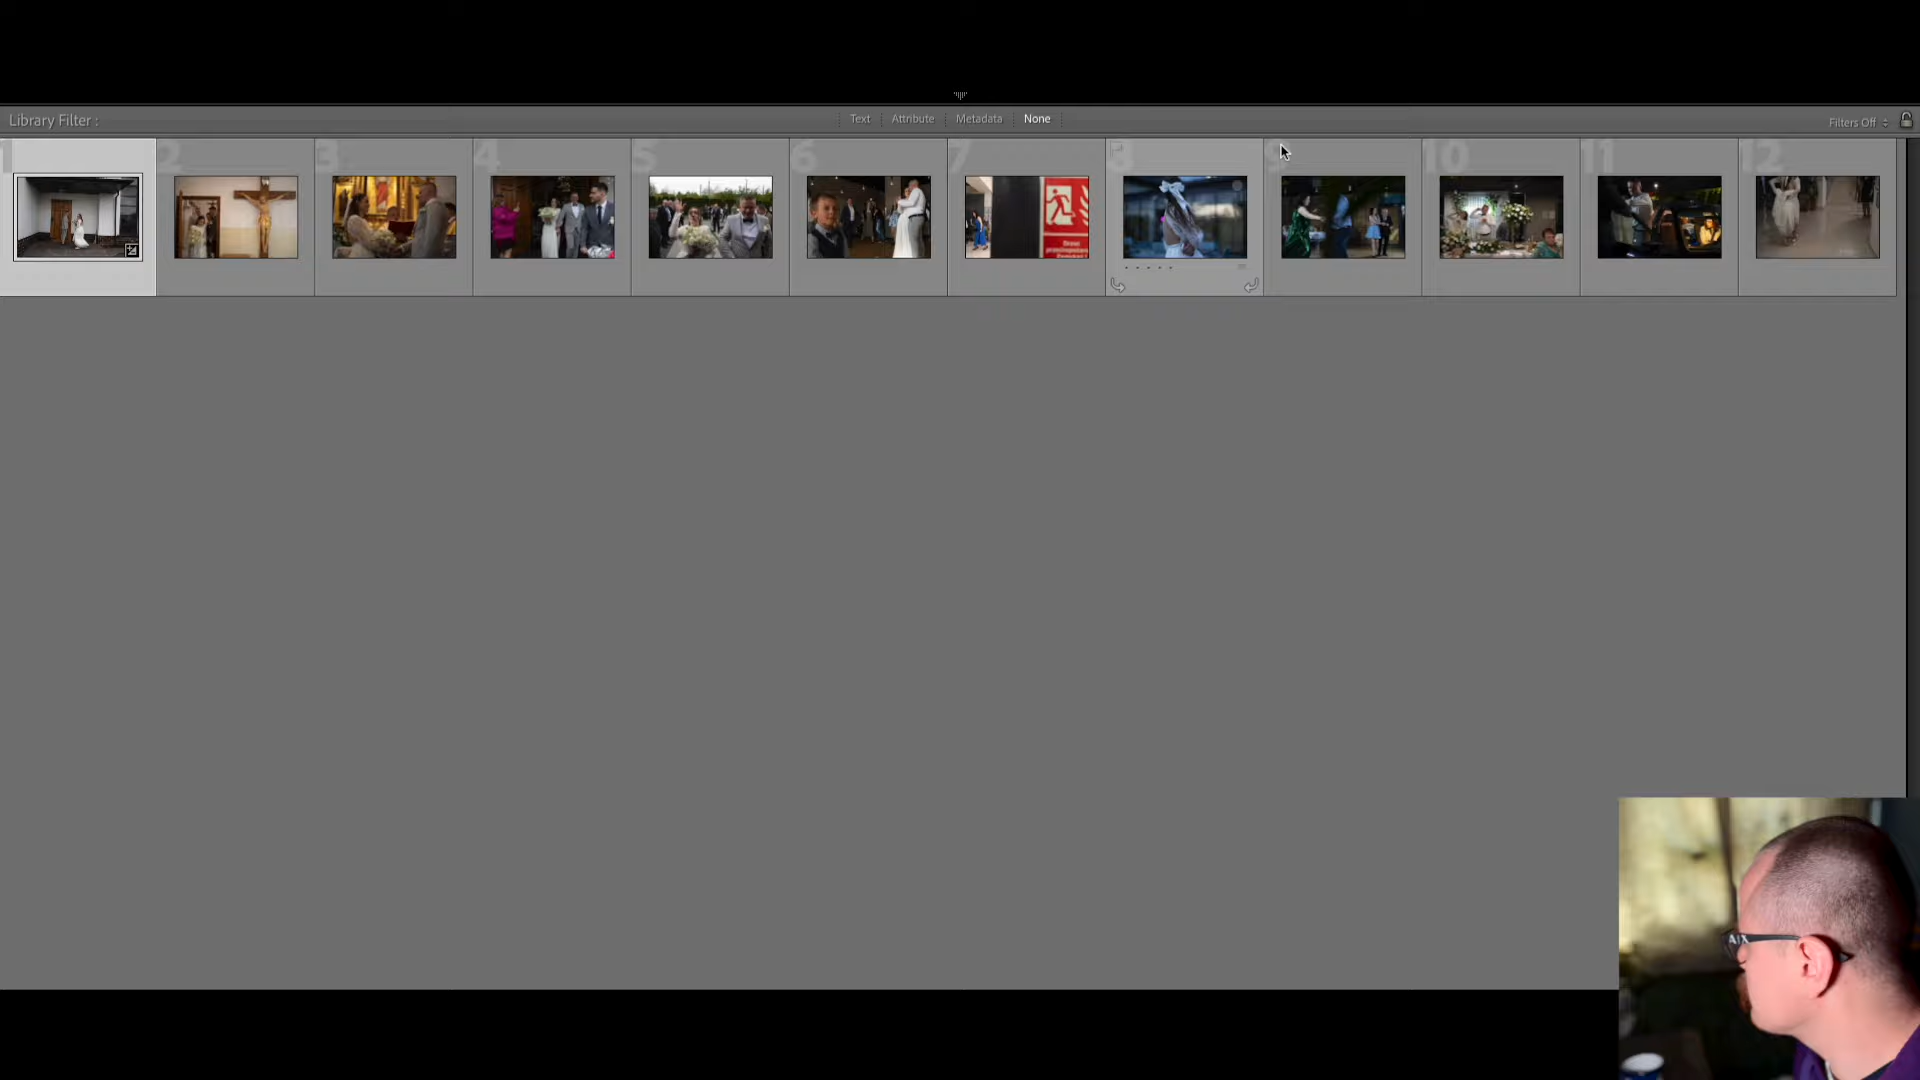 Library Filter :
Text
Attribute
Metadata
None
Filters Off
1
2
3
4
5
6
7
8
9
10
11
12
A|X